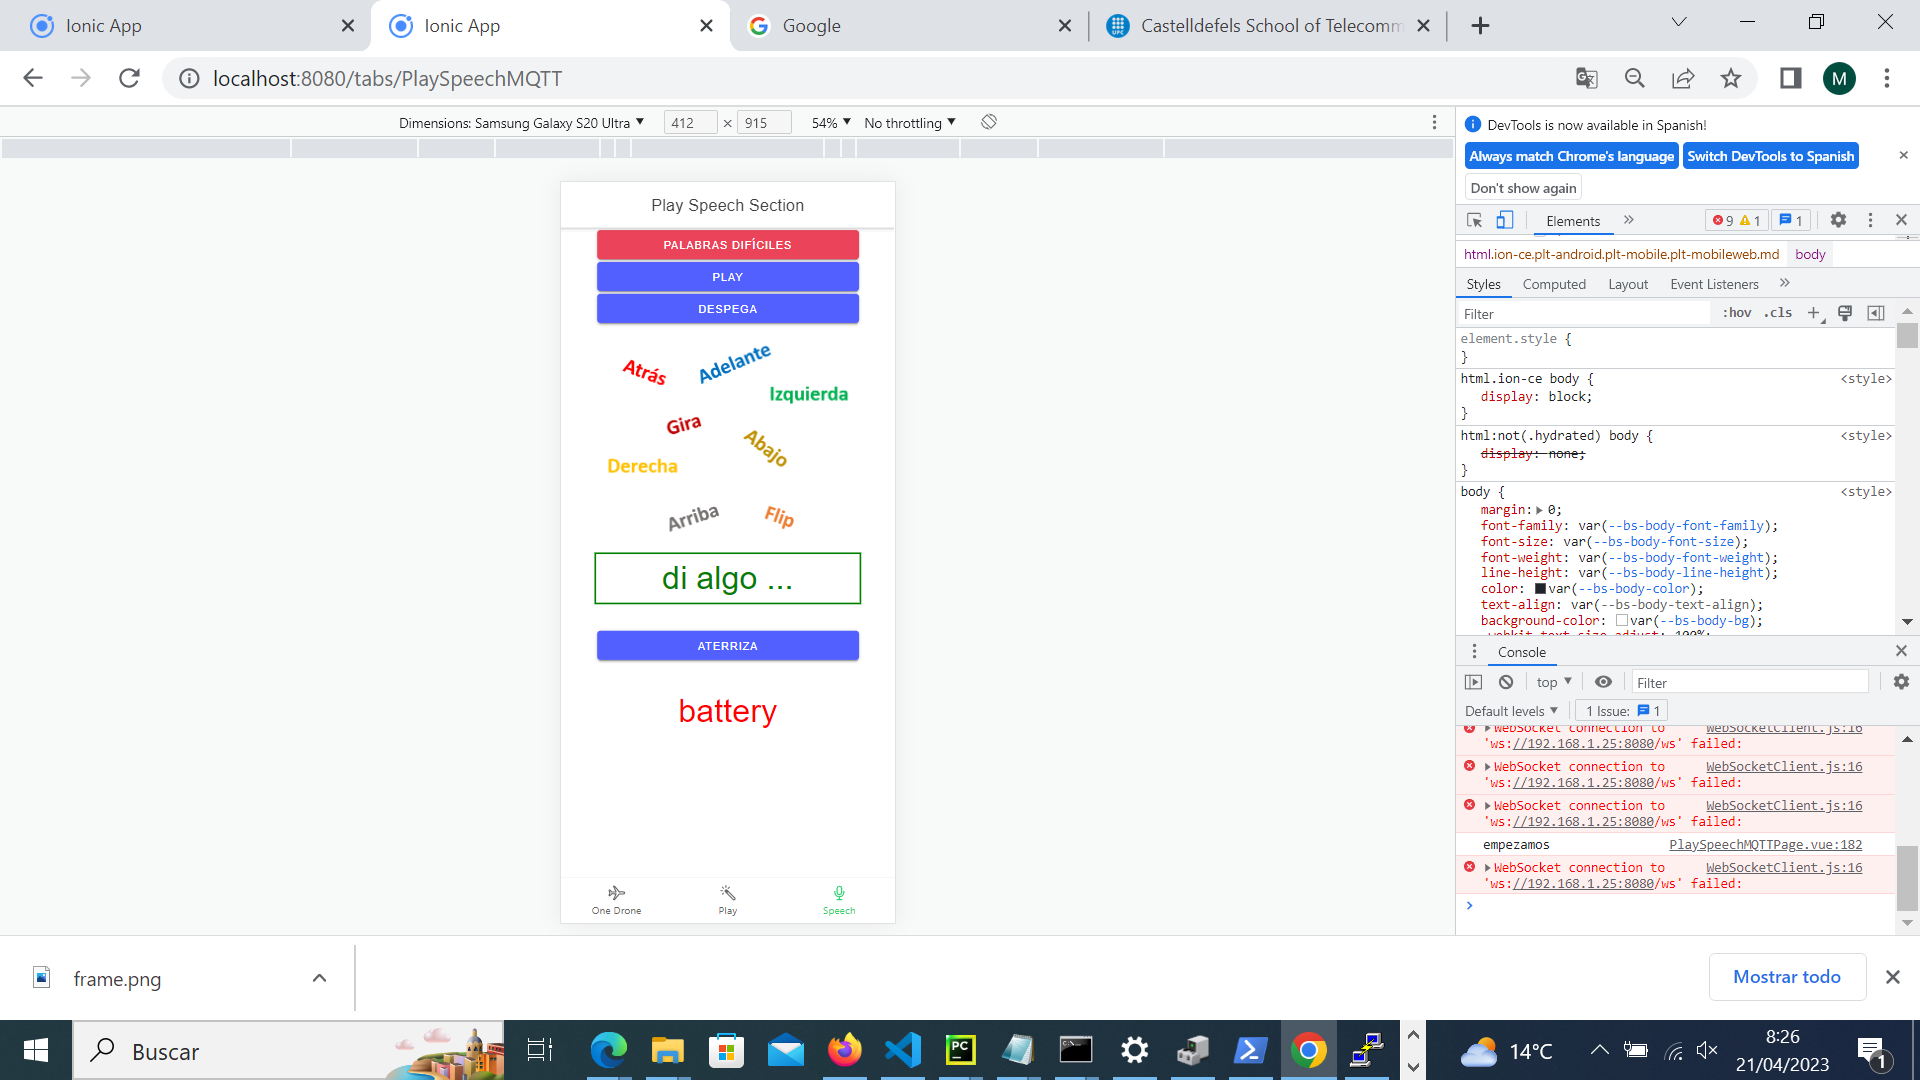 Ionic App
Ionic App
Google
Castelldefels School of Telecomm
localhost:8080/tabs/PlaySpeechMQTT
M
Dimensions: Samsung Galaxy S20 Ultra
412 × 915
54%
No throttling
Play Speech Section
PALABRAS DIFÍCILES
PLAY
DESPEGA
Atrás
Adelante
Izquierda
Gira
Abajo
Derecha
Arriba
Flip
di algo ...
ATERRIZA
battery
One Drone
Play
Speech
DevTools is now available in Spanish!
Always match Chrome's language
Switch DevTools to Spanish
Don't show again
Elements
9
1
1
html.ion-ce.plt-android.plt-mobile.plt-mobileweb.md
body
Styles
Computed
Layout
Event Listeners
Filter
:hov .cls
element.style {
}
html.ion-ce body {
<style>
display: block;
}
html:not(.hydrated) body {
<style>
display: none;
}
body {
<style>
margin: 0;
font-family: var(--bs-body-font-family);
font-size: var(--bs-body-font-size);
font-weight: var(--bs-body-font-weight);
line-height: var(--bs-body-line-height);
color: var(--bs-body-color);
text-align: var(--bs-body-text-align);
background-color: var(--bs-body-bg);
-webkit-text-size-adjust: 100%;
Console
top
Filter
Default levels
1 Issue: 1
WebSocket connection to WebSocketClient.js:16
'ws://192.168.1.25:8080/ws' failed:
WebSocket connection to WebSocketClient.js:16
'ws://192.168.1.25:8080/ws' failed:
WebSocket connection to WebSocketClient.js:16
'ws://192.168.1.25:8080/ws' failed:
empezamos PlaySpeechMQTTPage.vue:182
WebSocket connection to WebSocketClient.js:16
'ws://192.168.1.25:8080/ws' failed:
frame.png
Mostrar todo
Buscar
PC
14°C
8:26
21/04/2023
1